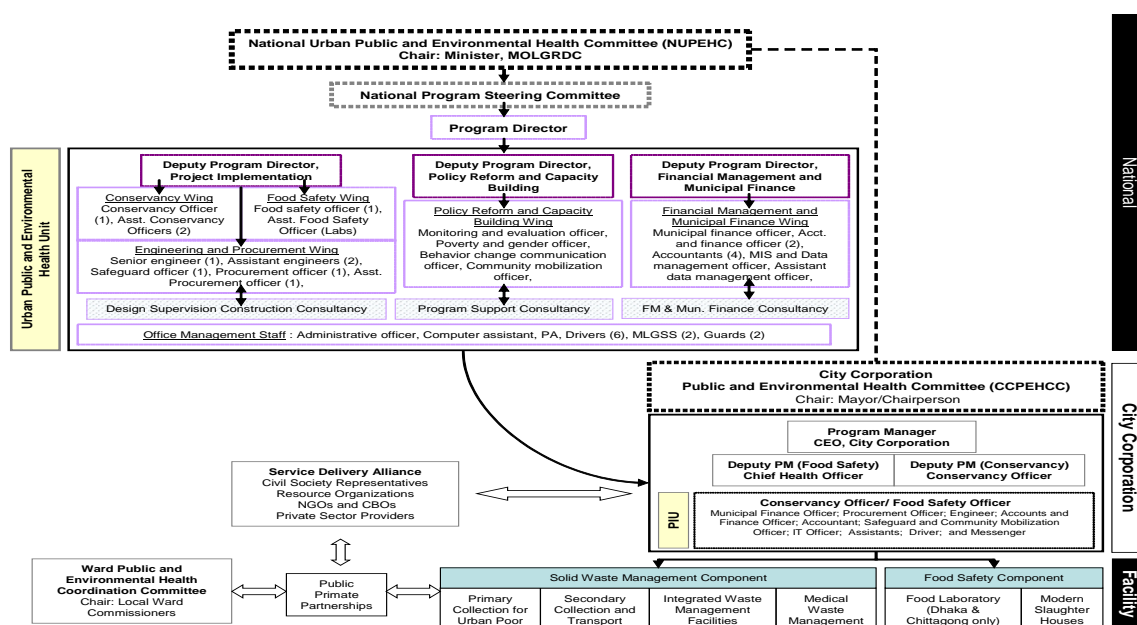 National Urban Public and Environmental Health Committee (NUPEHC)
Chair: Minister, MOLGRDC
National Program Steering Committee
Program Director
National
Urban Public and Environmental
Health Unit
Deputy Program Director,
Project Implementation
Deputy Program Director,
Policy Reform and Capacity
Building
Deputy Program Director,
Financial Management and
Municipal Finance
Conservancy Wing
Conservancy Officer
(1), Asst. Conservancy
Officers (2)
Food Safety Wing
Food safety officer (1),
Asst. Food Safety
Officer (Labs)
Engineering and Procurement Wing
Senior engineer (1), Assistant engineers (2),
Safeguard officer (1), Procurement officer (1), Asst.
Procurement officer (1),
Policy Reform and Capacity
Building Wing
Monitoring and evaluation officer,
Poverty and gender officer,
Behavior change communication
officer, Community mobilization
officer,
Financial Management and
Municipal Finance Wing
Municipal finance officer, Acct.
and finance officer (2),
Accountants (4), MIS and Data
management officer, Assistant
data management officer,
Design Supervision Construction Consultancy
Program Support Consultancy
FM & Mun. Finance Consultancy
Office Management Staff : Administrative officer, Computer assistant, PA, Drivers (6), MLGSS (2), Guards (2)
City Corporation
Public and Environmental Health Committee (CCPEHCC)
Chair: Mayor/Chairperson
City Corporation
Program Manager
CEO, City Corporation
Deputy PM (Food Safety)
Chief Health Officer
Deputy PM (Conservancy)
Conservancy Officer
PIU
Conservancy Officer/ Food Safety Officer
Municipal Finance Officer; Procurement Officer; Engineer; Accounts and
Finance Officer; Accountant; Safeguard and Community Mobilization
Officer; IT Officer; Assistants; Driver; and Messenger
Service Delivery Alliance
Civil Society Representatives
Resource Organizations
NGOs and CBOs
Private Sector Providers
Ward Public and
Environmental Health
Coordination Committee
Chair: Local Ward
Commissioners
Public
Primate
Partnerships
Solid Waste Management Component
Food Safety Component
Facility
Primary
Collection for
Urban Poor
Secondary
Collection and
Transport
Integrated Waste
Management
Facilities
Medical
Waste
Management
Food Laboratory
(Dhaka &
Chittagong only)
Modern
Slaughter
Houses